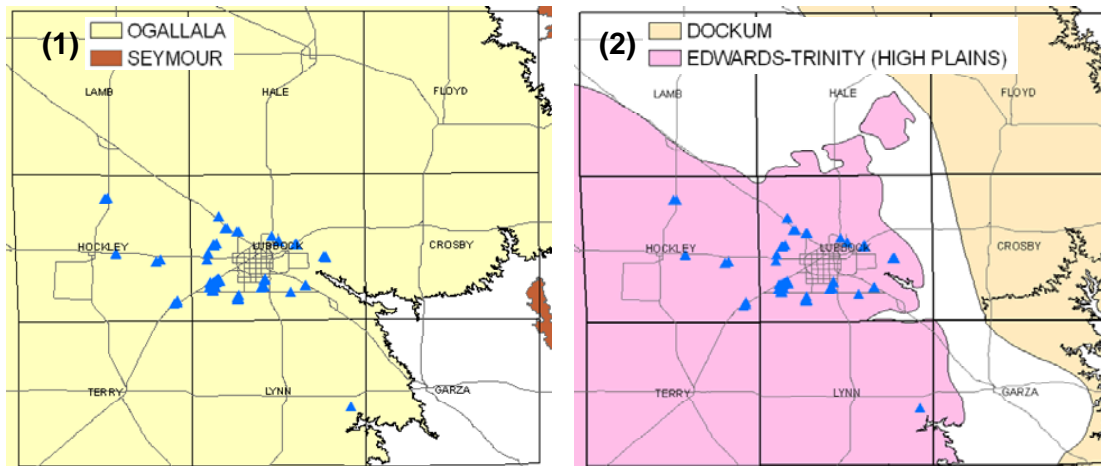 (1)
OGALLALA
SEYMOUR
LAMB
HALE
FLOYD
HOCKLEY
LUBBOCK
CROSBY
TERRY
LYNN
GARZA
(2)
DOCKUM
EDWARDS-TRINITY (HIGH PLAINS)
LAMB
HALE
FLOYD
HOCKLEY
LUBBOCK
CROSBY
TERRY
LYNN
GARZA